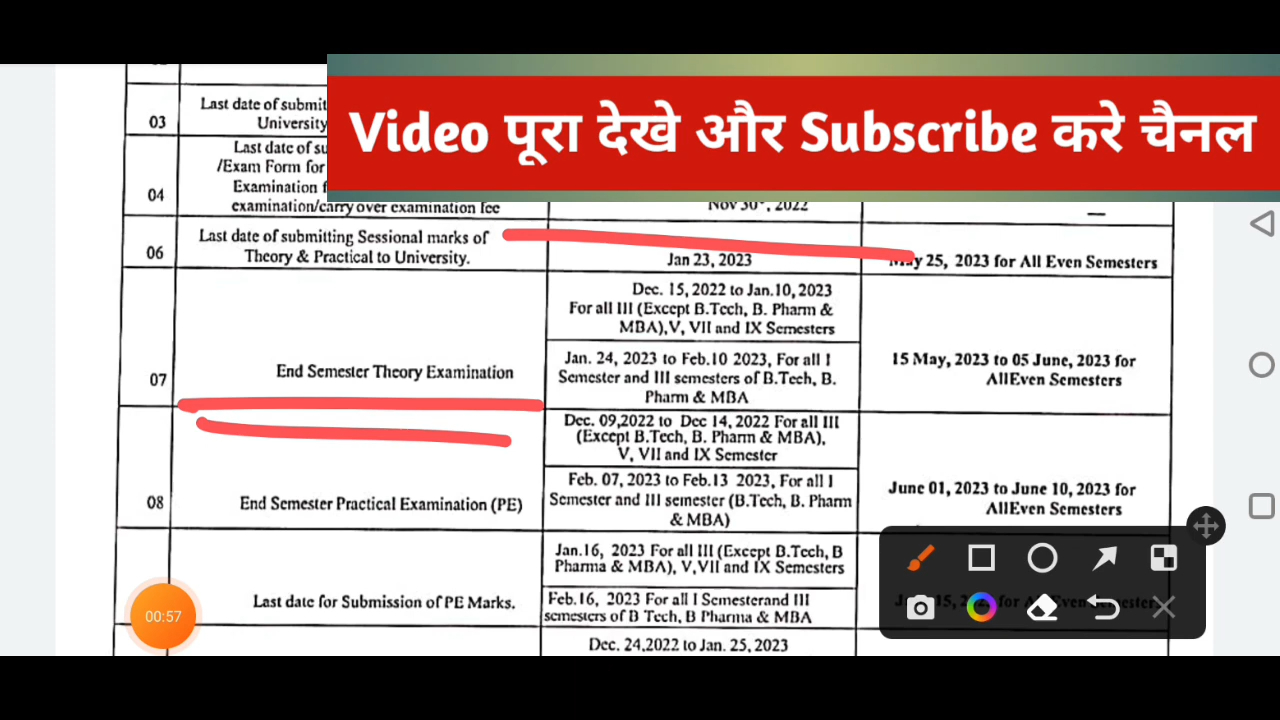 Video पूरा देखे और Subscribe करे चैनल
03
Last date of submit
University
04
Last date of su
/Exam Form for
Examination f
examination/carry over examination fee
Nov 30
, 2022
—
06
Last date of submitting Sessional marks of
Theory & Practical to University.
Jan 23, 2023
May 25, 2023 for All Even Semesters
07
End Semester Theory Examination
Dec. 15, 2022 to Jan.10, 2023
For all III (Except B.Tech, B. Pharm &
MBA),V, VII and IX Semesters
Jan. 24, 2023 to Feb.10 2023, For all I
Semester and III semesters of B.Tech, B.
Pharm & MBA
15 May, 2023 to 05 June, 2023 for
AllEven Semesters
08
End Semester Practical Examination (PE)
Dec. 09,2022 to Dec 14, 2022 For all III
(Except B.Tech, B. Pharm & MBA),
V, VII and IX Semester
Feb. 07, 2023 to Feb.13 2023, For all I
Semester and III semester (B.Tech, B. Pharm
& MBA)
June 01, 2023 to June 10, 2023 for
AllEven Semesters
Last date for Submission of PE Marks.
Jan.16, 2023 For all III (Except B.Tech, B
Pharma & MBA), V,VII and IX Semesters
Feb.16, 2023 For all I Semesterand III
semesters of B Tech, B Pharma & MBA
Dec. 24,2022 to Jan. 25, 2023
00:57